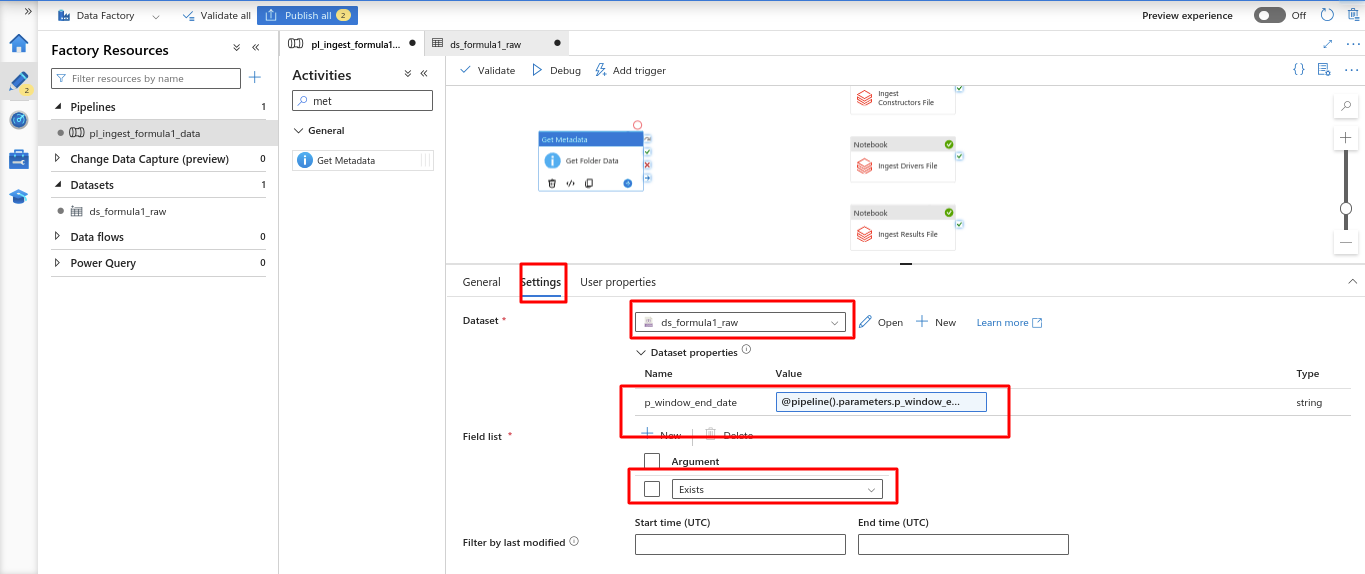 Data Factory
Validate all
Publish all 2
Preview experience
Off
2
Factory Resources
Filter resources by name
Pipelines 1
pl_ingest_formula1_data
Change Data Capture (preview) 0
Datasets 1
ds_formula1_raw
Data flows 0
Power Query 0
pl_ingest_formula1...
ds_formula1_raw
Activities
met
General
Get Metadata
Validate
Debug
Add trigger
Get Metadata
Get Folder Data
Ingest
Constructors File
Notebook
Ingest Drivers File
Notebook
Ingest Results File
General
Settings
User properties
Dataset *
ds_formula1_raw
Open
New
Learn more
Dataset properties
Name Value Type
p_window_end_date @pipeline().parameters.p_window_e... string
Field list *
New
Delete
Argument
Exists
Start time (UTC) End time (UTC)
Filter by last modified